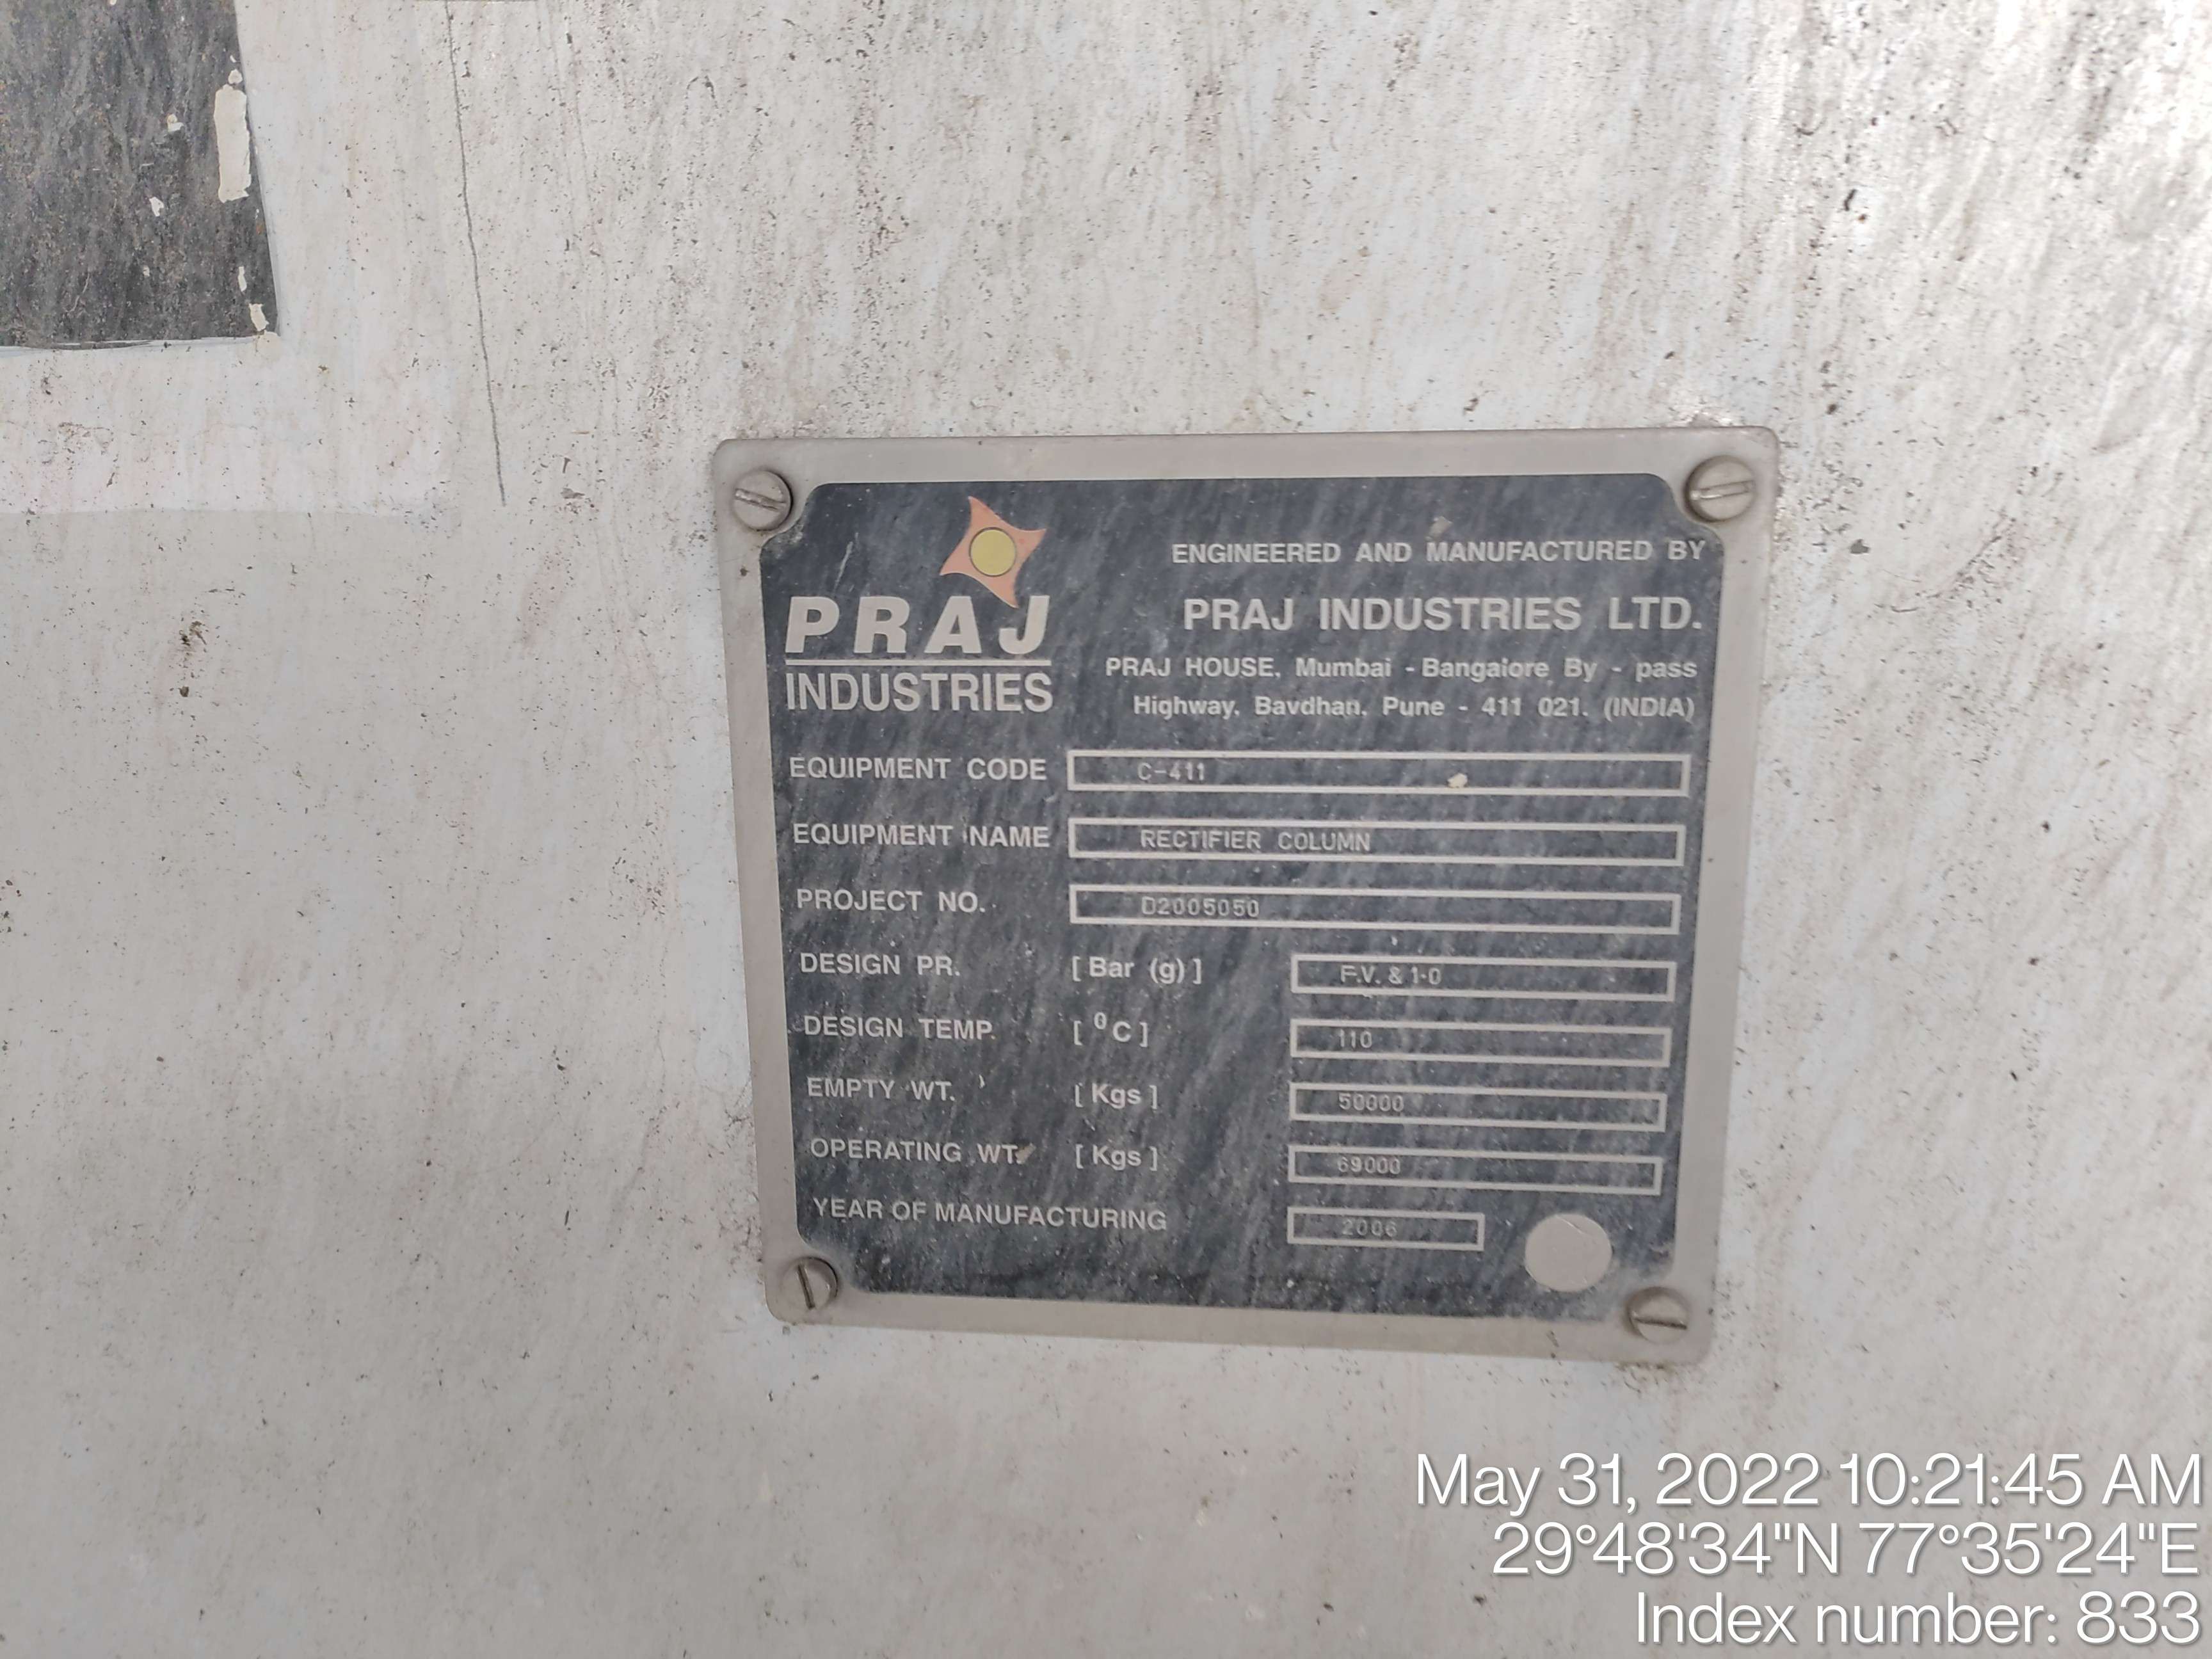 PRAJ
INDUSTRIES
ENGINEERED AND MANUFACTURED BY
PRAJ INDUSTRIES LTD.
PRAJ HOUSE, Mumbai - Bangalore By - pass
Highway, Bavdhan, Pune - 411 021. (INDIA)
EQUIPMENT CODE C-411
EQUIPMENT NAME RECTIFIER COLUMN
PROJECT NO. D2005050
DESIGN PR. [ Bar (g) ] F.V. & 1·0
DESIGN TEMP. [ ⁰C ] 110
EMPTY WT. [ Kgs ] 50000
OPERATING WT. [ Kgs ] 69000
YEAR OF MANUFACTURING 2006
May 31, 2022 10:21:45 AM
29°48'34"N 77°35'24"E
Index number: 833